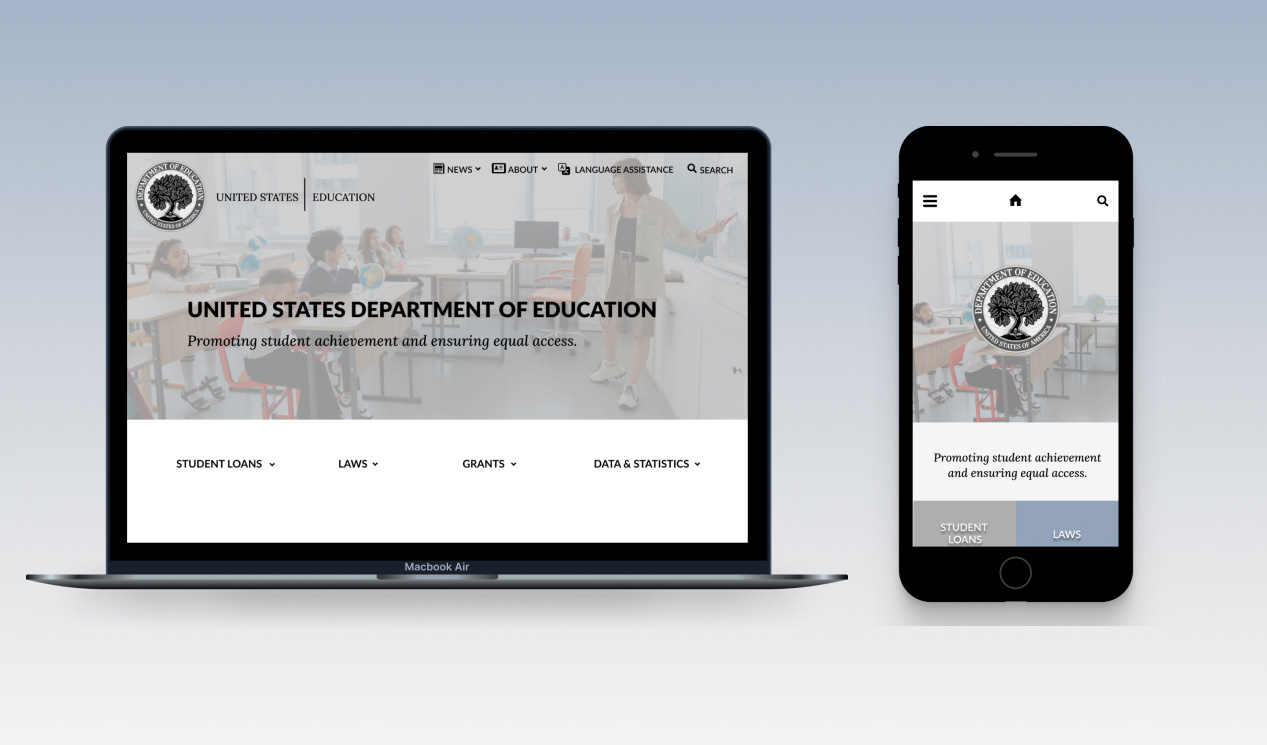 NEWS
ABOUT
LANGUAGE ASSISTANCE
SEARCH
DEPARTMENT OF EDUCATION
UNITED STATES OF AMERICA
UNITED STATES | EDUCATION
UNITED STATES DEPARTMENT OF EDUCATION
Promoting student achievement and ensuring equal access.
STUDENT LOANS
LAWS
GRANTS
DATA & STATISTICS
Macbook Air
DEPARTMENT OF EDUCATION
UNITED STATES OF AMERICA
Promoting student achievement
and ensuring equal access.
STUDENT
LOANS
LAWS